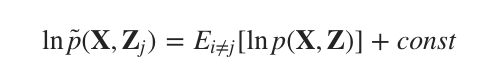 ln p̃(X, Z_j) = E_{i≠j}[ln p(X, Z)] + const